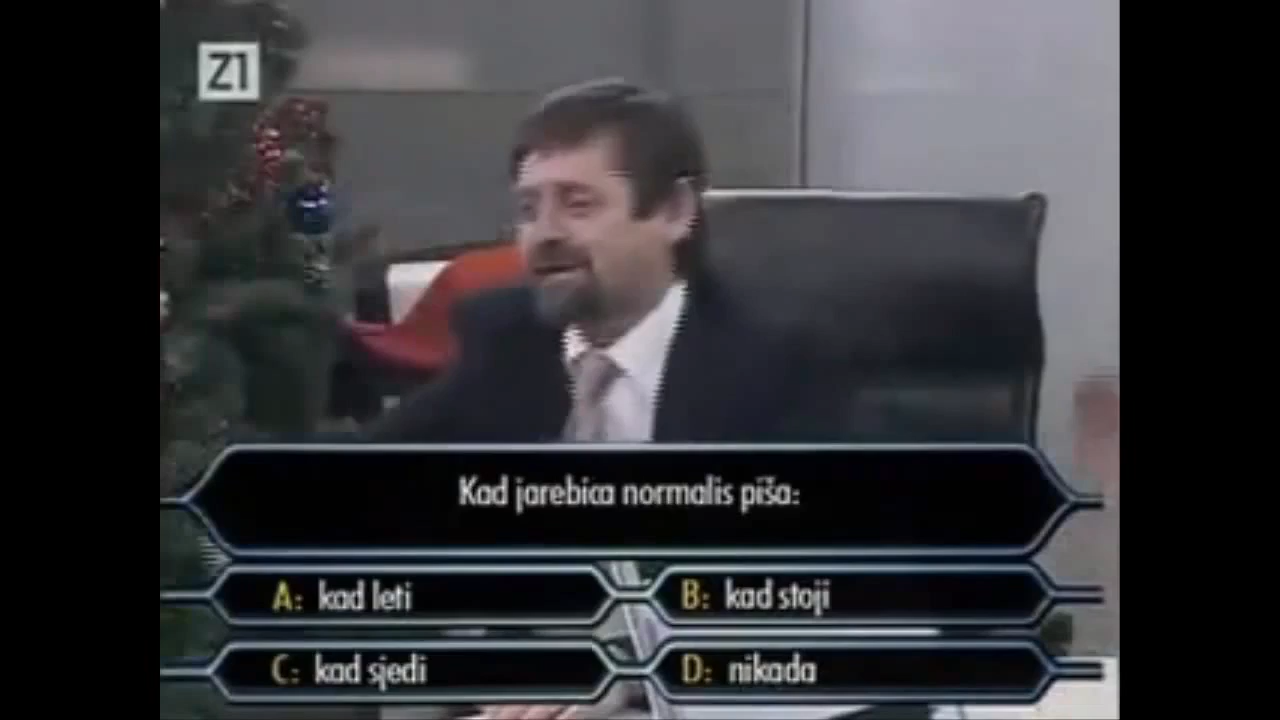 Z1
Kad jarebica normalis piša:
A: kad leti
B: kad stoji
C: kad sjedi
D: nikada